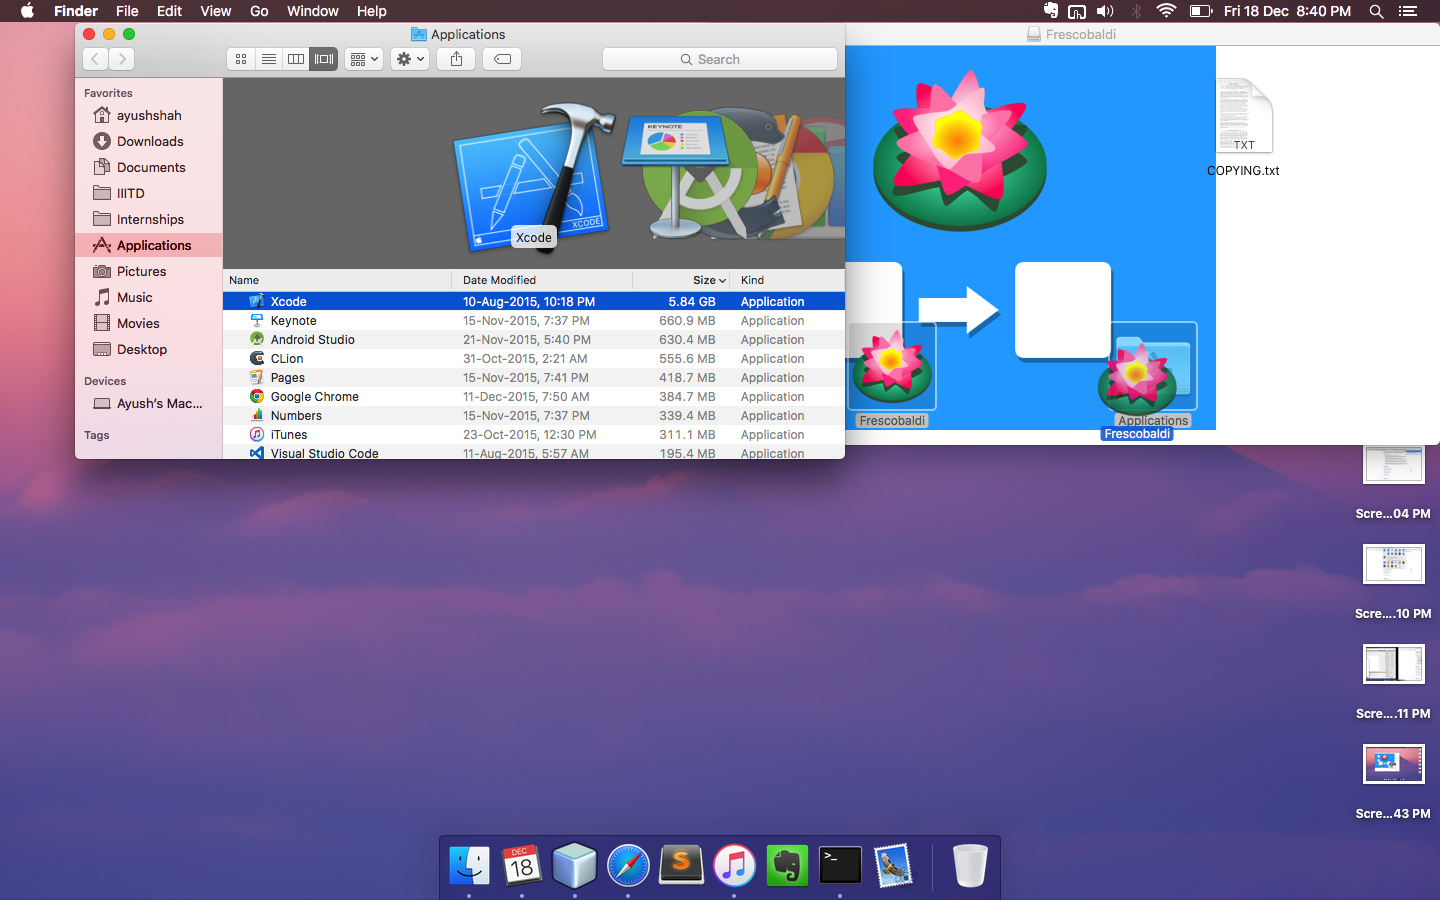 Finder File Edit View Go Window Help Fri 18 Dec 8:40 PM
Applications
Search
Favorites
ayushshah
Downloads
Documents
IIITD
Internships
Applications
Pictures
Music
Movies
Desktop
Devices
Ayush's Mac...
Tags
KEYNOTE
XCODE
Xcode
Name Date Modified Size Kind
Xcode 10-Aug-2015, 10:18 PM 5.84 GB Application
Keynote 15-Nov-2015, 7:37 PM 660.9 MB Application
Android Studio 21-Nov-2015, 5:40 PM 630.4 MB Application
CLion 31-Oct-2015, 2:21 AM 555.6 MB Application
Pages 15-Nov-2015, 7:41 PM 418.7 MB Application
Google Chrome 11-Dec-2015, 7:50 AM 384.7 MB Application
Numbers 15-Nov-2015, 7:37 PM 339.4 MB Application
iTunes 23-Oct-2015, 12:30 PM 311.1 MB Application
Visual Studio Code 11-Aug-2015, 5:57 AM 195.4 MB Application
Frescobaldi
TXT
COPYING.txt
Frescobaldi
Applications
Frescobaldi
Scre...04 PM
Scre....10 PM
Scre....11 PM
Scre...43 PM
DEC
18
S
>_